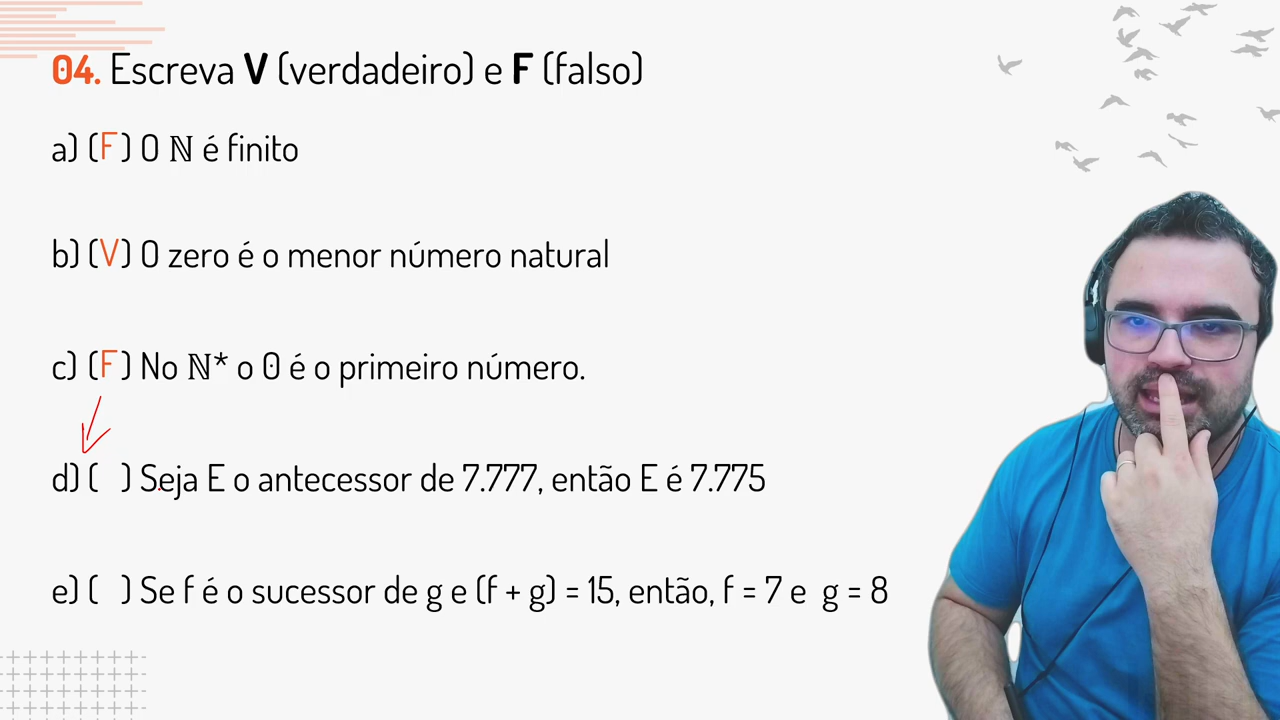 04. Escreva V (verdadeiro) e F (falso)
a) (F) O ℕ é finito
b) (V) O zero é o menor número natural
c) (F) No ℕ* o 0 é o primeiro número.
d) ( ) Seja E o antecessor de 7.777, então E é 7.775
e) ( ) Se f é o sucessor de g e (f + g) = 15, então, f = 7 e g = 8